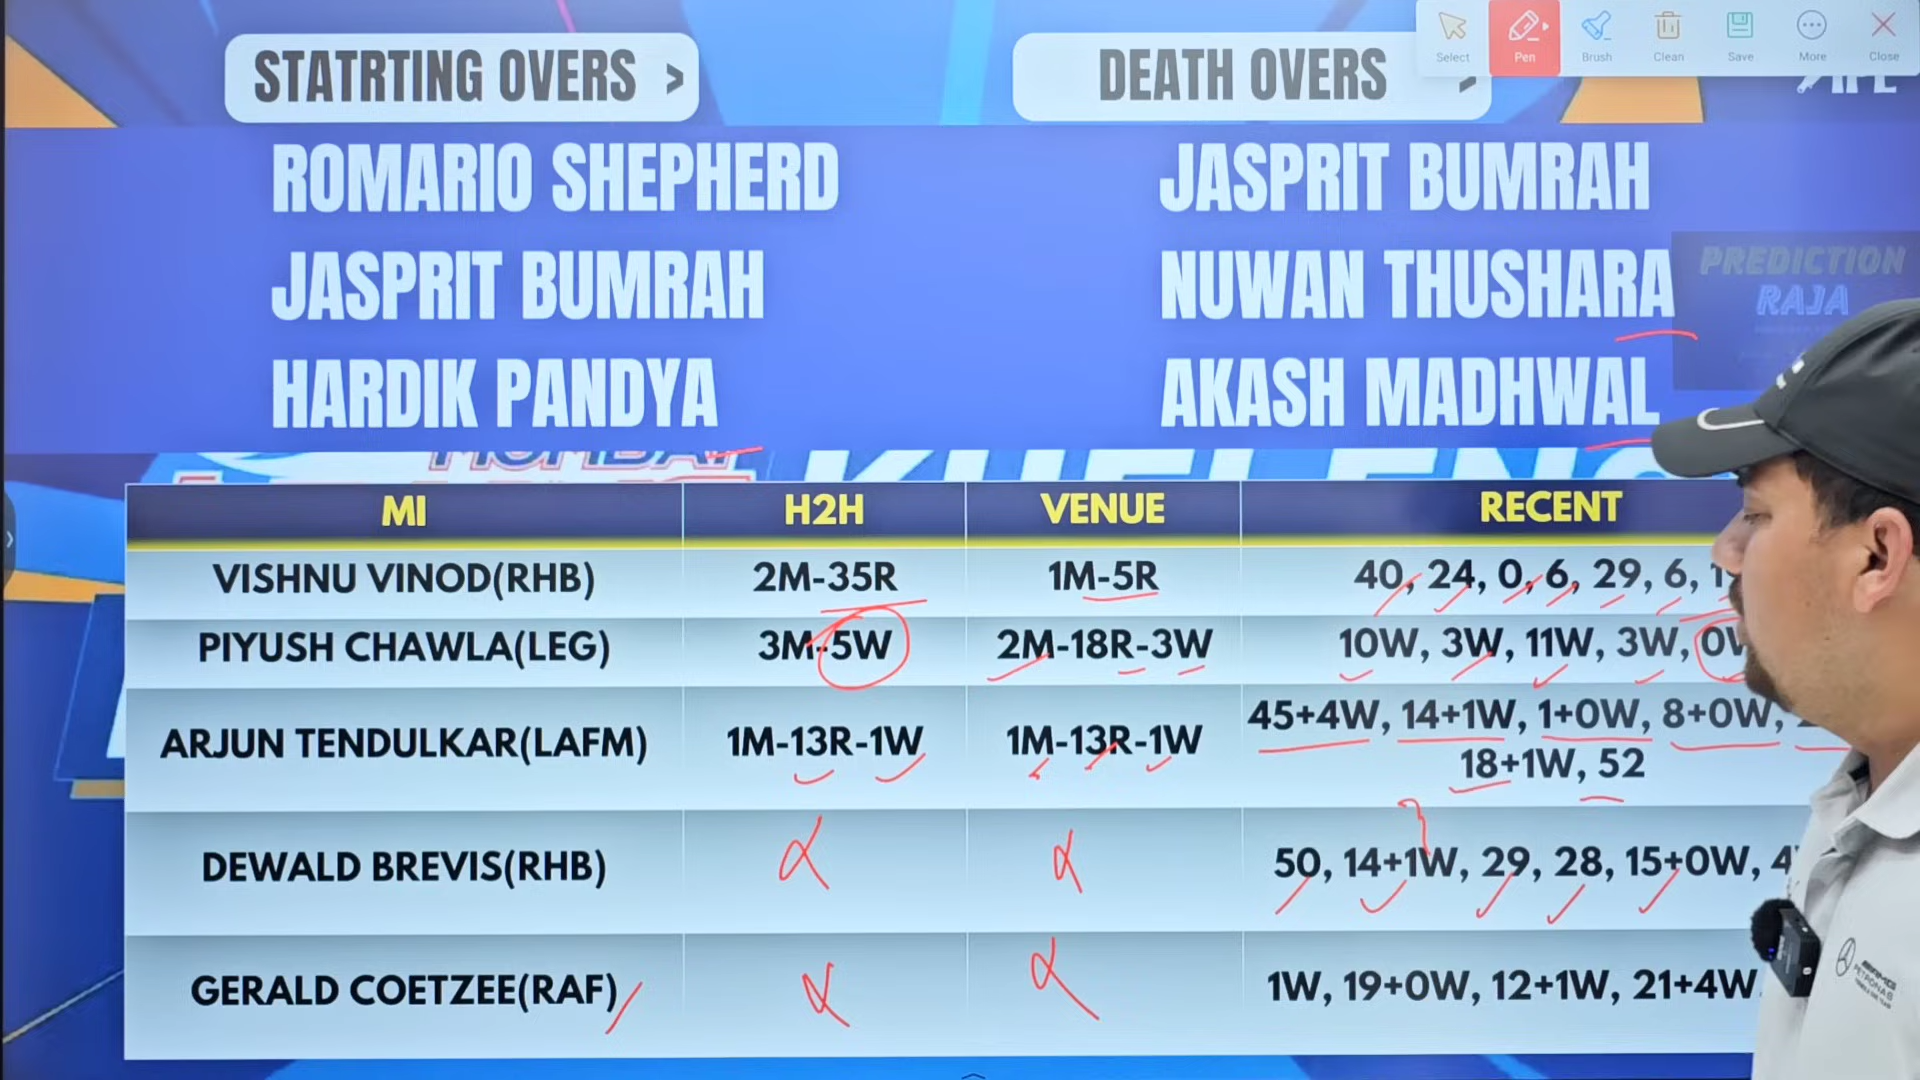 Select Pen Brush Clean Save More Close
STATRTING OVERS >
DEATH OVERS >
ROMARIO SHEPHERD
JASPRIT BUMRAH
HARDIK PANDYA
JASPRIT BUMRAH
NUWAN THUSHARA
AKASH MADHWAL
PREDICTION
RAJA
MI H2H VENUE RECENT
VISHNU VINOD(RHB) 2M-35R 1M-5R 40, 24, 0, 6, 29, 6,
PIYUSH CHAWLA(LEG) 3M-5W 2M-18R-3W 10W, 3W, 11W, 3W,
ARJUN TENDULKAR(LAFM) 1M-13R-1W 1M-13R-1W 45+4W, 14+1W, 1+0W, 8+0W,
18+1W, 52
DEWALD BREVIS(RHB) 50, 14+1W, 29, 28, 15+0W,
GERALD COETZEE(RAF) 1W, 19+0W, 12+1W, 21+4W